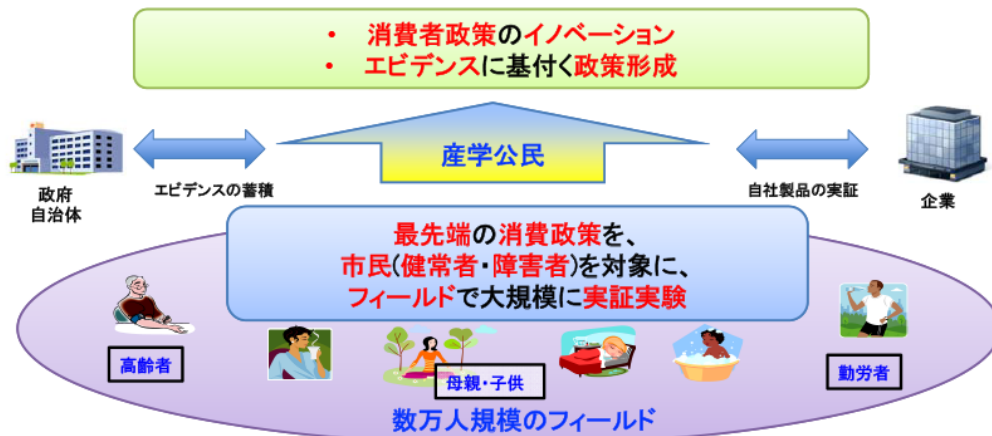 • 消費者政策のイノベーション
• エビデンスに基付く政策形成
産学公民
政府
自治体
エビデンスの蓄積
自社製品の実証
企業
最先端の消費政策を、
市民(健常者・障害者)を対象に、
フィールドで大規模に実証実験
高齢者
母親・子供
勤労者
数万人規模のフィールド